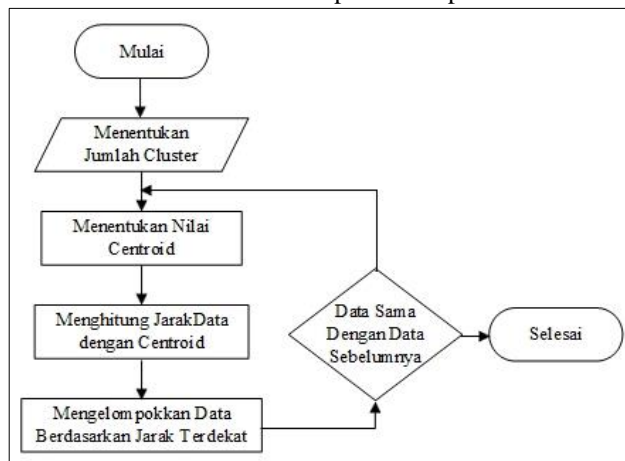 Mulai
Menentukan
Jumlah Cluster
Menentukan Nilai
Centroid
Menghitung JarakData
dengan Centroid
Mengelompokkan Data
Berdasarkan Jarak Terdekat
Data Sama
Dengan Data
Sebelumnya
Selesai